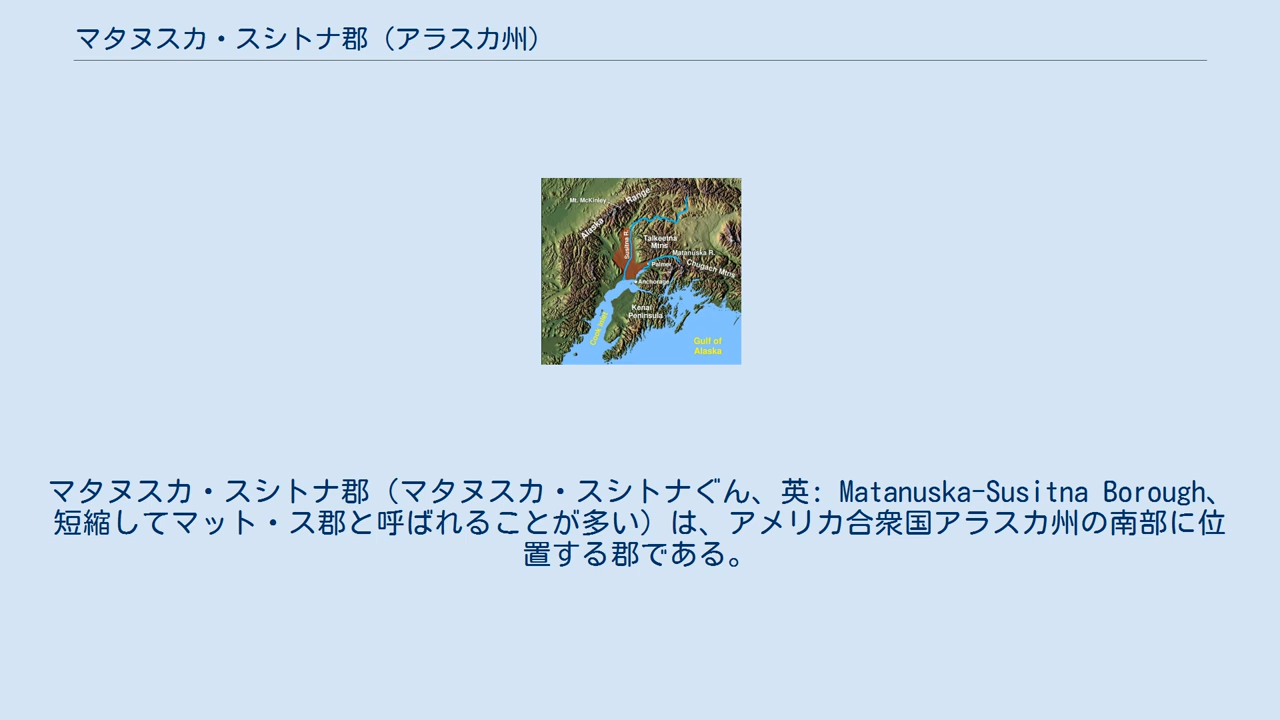 マタヌスカ・スシトナ郡（アラスカ州）
Mt. McKinley
Alaska Range
Susitna R.
Talkeetna
Mtns
Matanuska R.
Palmer
Chugach Mtns
Anchorage
Kenai
Peninsula
Cook Inlet
Gulf of
Alaska
マタヌスカ・スシトナ郡（マタヌスカ・スシトナぐん、英: Matanuska-Susitna Borough、
短縮してマット・ス郡と呼ばれることが多い）は、アメリカ合衆国アラスカ州の南部に位
置する郡である。